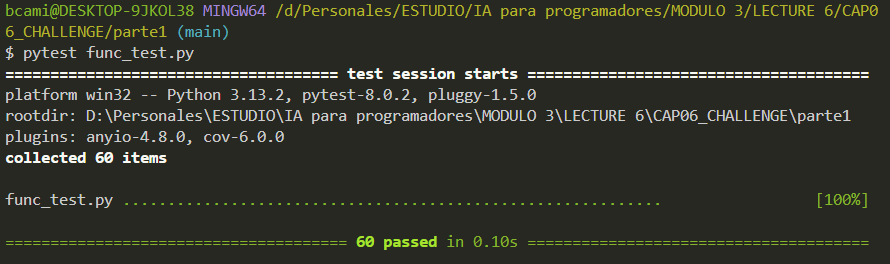 bcami@DESKTOP-9JKOL38 MINGW64 /d/Personales/ESTUDIO/IA para programadores/MODULO 3/LECTURE 6/CAP0
6_CHALLENGE/parte1 (main)
$ pytest func_test.py
===================================== test session starts ======================================
platform win32 -- Python 3.13.2, pytest-8.0.2, pluggy-1.5.0
rootdir: D:\Personales\ESTUDIO\IA para programadores\MODULO 3\LECTURE 6\CAP06_CHALLENGE\parte1
plugins: anyio-4.8.0, cov-6.0.0
collected 60 items
func_test.py ............................................................ [100%]
====================================== 60 passed in 0.10s ======================================